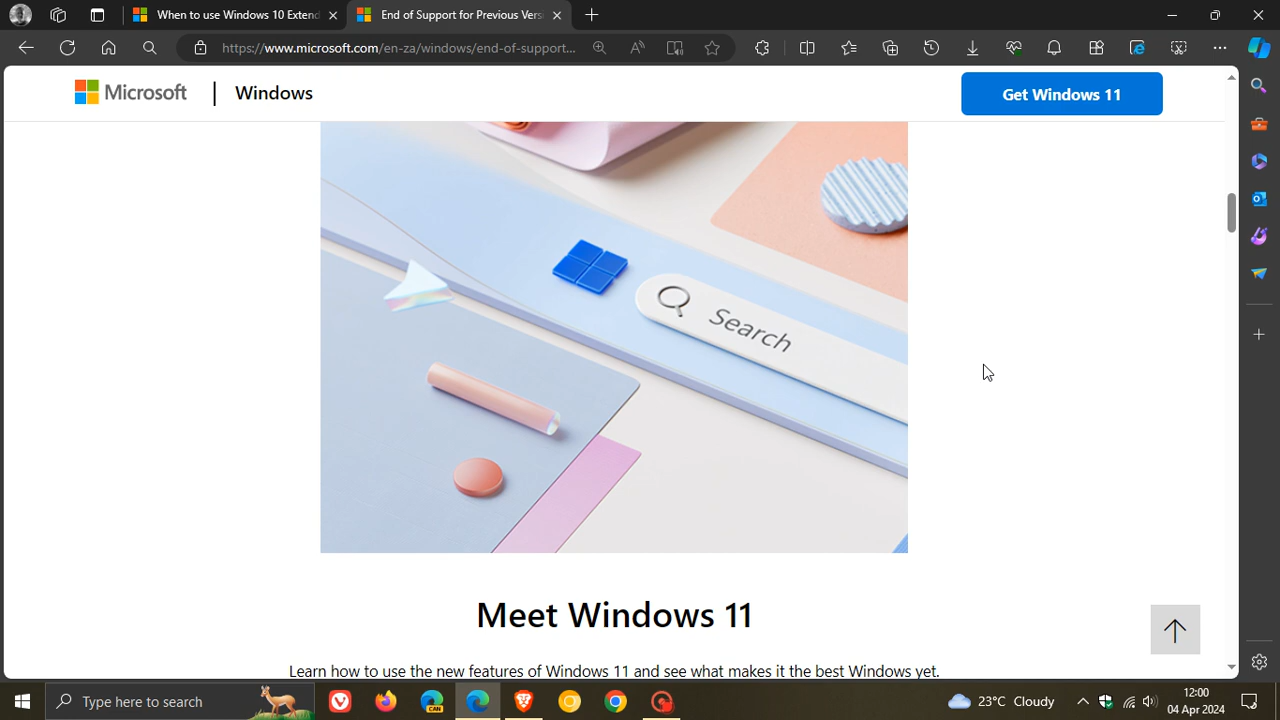 When to use Windows 10 Extend
End of Support for Previous Vers
https://www.microsoft.com/en-za/windows/end-of-support...
Microsoft
Windows
Get Windows 11
Search
Meet Windows 11
Learn how to use the new features of Windows 11 and see what makes it the best Windows yet.
Type here to search
CAN
23°C Cloudy
12:00
04 Apr 2024